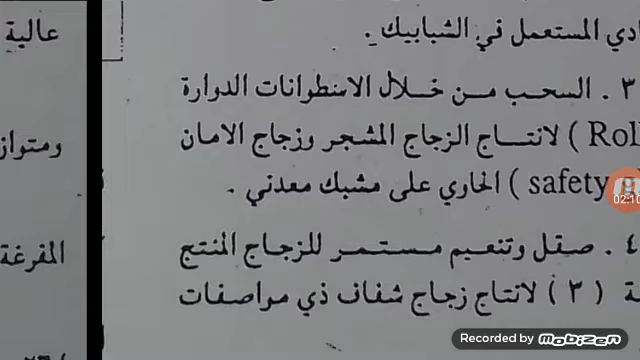 ادي المستعمل في الشبابيك .
٣ . السحب من خلال الاسطوانات الدوارة
Roll ) لانتاج الزجاج المشجر وزجاج الامان
safety ) الحاوي على مشبك معدني .
٤ . صقل وتنعيم مستمر للزجاج المنتج
( ٣ ) لانتاج زجاج شفاف ذي مواصفات
عالية
المفرغة
02:10
Recorded by MOBIZEN